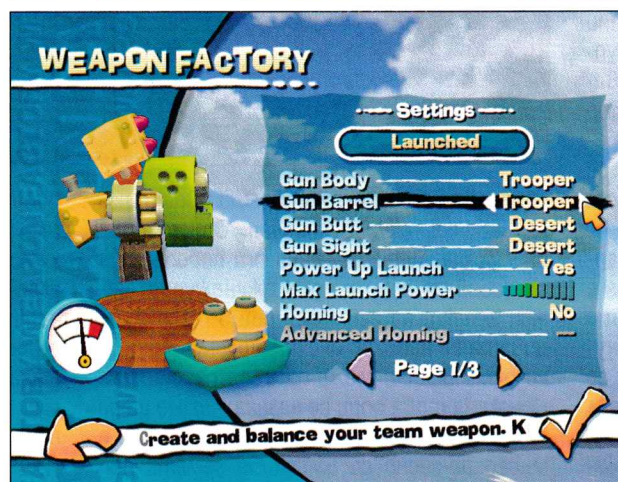 WEAPON FACTORY
Settings
Launched
Gun Body Trooper
Gun Barrel Trooper
Gun Butt Desert
Gun Sight Desert
Power Up Launch Yes
Max Launch Power
Homing No
Advanced Homing —
Page 1/3
Create and balance your team weapon. K